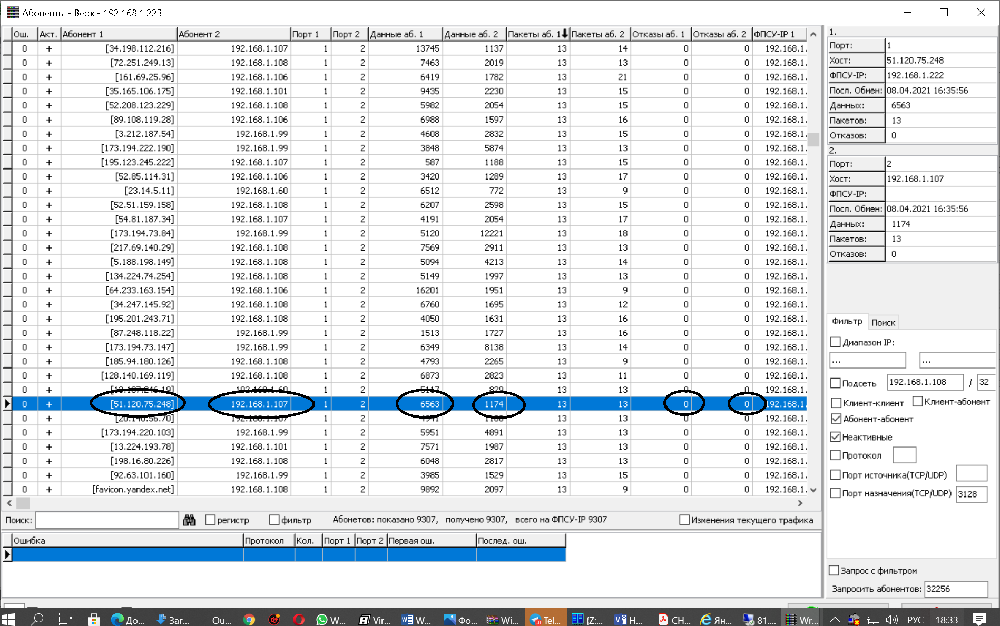 Абоненты - Верх - 192.168.1.223
Ош. Акт. Абонент 1 Абонент 2 Порт 1 Порт 2 Данные аб. 1 Данные аб. 2 Пакеты аб. 1 Пакеты аб. 2 Отказы аб. 1 Отказы аб. 2 ФПСУ-IP 1
0 + [34.198.112.216] 192.168.1.107 1 2 13745 1137 13 14 0 0 192.168.1.
0 + [72.251.249.13] 192.168.1.108 1 2 7463 2019 13 13 0 0 192.168.1.
0 + [161.69.25.96] 192.168.1.106 1 2 6419 1782 13 21 0 0 192.168.1.
0 + [35.165.106.175] 192.168.1.101 1 2 9435 2230 13 15 0 0 192.168.1.
0 + [52.208.123.229] 192.168.1.108 1 2 5982 2054 13 15 0 0 192.168.1.
0 + [89.108.119.28] 192.168.1.106 1 2 6988 1597 13 16 0 0 192.168.1.
0 + [3.212.187.54] 192.168.1.99 1 2 4608 2832 13 15 0 0 192.168.1.
0 + [173.194.222.190] 192.168.1.99 1 2 3848 5874 13 13 0 0 192.168.1.
0 + [195.123.245.222] 192.168.1.107 1 2 587 1188 13 15 0 0 192.168.1.
0 + [52.85.114.31] 192.168.1.106 1 2 3420 1289 13 17 0 0 192.168.1.
0 + [23.14.5.11] 192.168.1.60 1 2 6512 772 13 9 0 0 192.168.1.
0 + [52.51.159.158] 192.168.1.108 1 2 6207 2598 13 15 0 0 192.168.1.
0 + [54.81.187.34] 192.168.1.107 1 2 4191 2054 13 17 0 0 192.168.1.
0 + [173.194.73.84] 192.168.1.99 1 2 5120 12221 13 18 0 0 192.168.1.
0 + [217.69.140.29] 192.168.1.108 1 2 7569 2911 13 13 0 0 192.168.1.
0 + [5.188.198.149] 192.168.1.108 1 2 5094 4213 13 14 0 0 192.168.1.
0 + [134.224.74.254] 192.168.1.108 1 2 5149 1997 13 13 0 0 192.168.1.
0 + [64.233.163.154] 192.168.1.106 1 2 16201 1951 13 9 0 0 192.168.1.
0 + [34.247.145.92] 192.168.1.108 1 2 6760 1695 13 12 0 0 192.168.1.
0 + [195.201.243.71] 192.168.1.108 1 2 4050 1631 13 16 0 0 192.168.1.
0 + [87.248.118.22] 192.168.1.99 1 2 1513 1727 13 16 0 0 192.168.1.
0 + [173.194.73.147] 192.168.1.99 1 2 6349 8138 13 14 0 0 192.168.1.
0 + [185.94.180.126] 192.168.1.108 1 2 4793 2265 13 9 0 0 192.168.1.
0 + [128.140.169.119] 192.168.1.108 1 2 6873 2823 13 11 0 0 192.168.1.
0 + 192.168.1.60 1 2 5117 829 13 13 0 0 192.168.1.
0 + [51.120.75.248] 192.168.1.107 1 2 6563 1174 13 13 0 0 192.168.1.
0 + [20.140.56.70] 192.168.1.107 1 2 4941 1188 13 13 0 0 192.168.1.
0 + [173.194.220.103] 192.168.1.99 1 2 5951 4891 13 13 0 0 192.168.1.
0 + [13.224.193.78] 192.168.1.101 1 2 7571 1987 13 13 0 0 192.168.1.
0 + [198.16.80.226] 192.168.1.108 1 2 6048 2817 13 13 0 0 192.168.1.
0 + [92.63.101.160] 192.168.1.99 1 2 3985 1529 13 15 0 0 192.168.1.
0 + [favicon.yandex.net] 192.168.1.108 1 2 9892 2097 13 9 0 0 192.168.1.
Поиск: регистр фильтр Абонетов: показано 9307, получено 9307, всего на ФПСУ-IP 9307 Изменения текущего трафика
Ошибка Протокол Кол. Порт 1 Порт 2 Первая ош. Послед. ош.
1.
Порт: 1
Хост: 51.120.75.248
ФПСУ-IP: 192.168.1.222
Посл. Обмен: 08.04.2021 16:35:56
Данных: 6563
Пакетов: 13
Отказов: 0
2.
Порт: 2
Хост: 192.168.1.107
ФПСУ-IP:
Посл. Обмен: 08.04.2021 16:35:56
Данных: 1174
Пакетов: 13
Отказов: 0
Фильтр Поиск
Диапазон IP:
... ...
Подсеть 192.168.1.108 / 32
Клиент-клиент Клиент-абонент
Абонент-абонент
Неактивные
Протокол
Порт источника(TCP/UDP)
Порт назначения(TCP/UDP) 3128
Запрос с фильтром
Запросить абонентов: 32256
До... Заг... Ou... W... Vir... W... Фо... Wi... Tel... {Z:... Н... СН... Ян... 81.... Wr... РУС 18:33